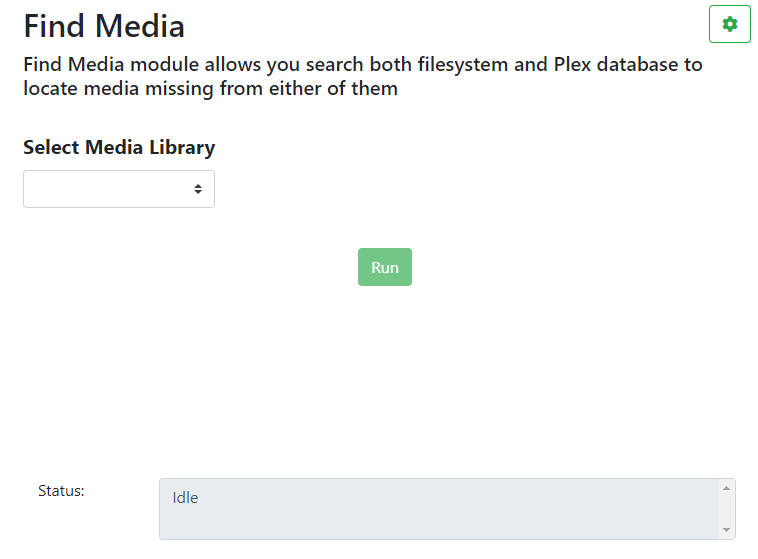 Find Media
Find Media module allows you search both filesystem and Plex database to
locate media missing from either of them
Select Media Library
Run
Status:
Idle